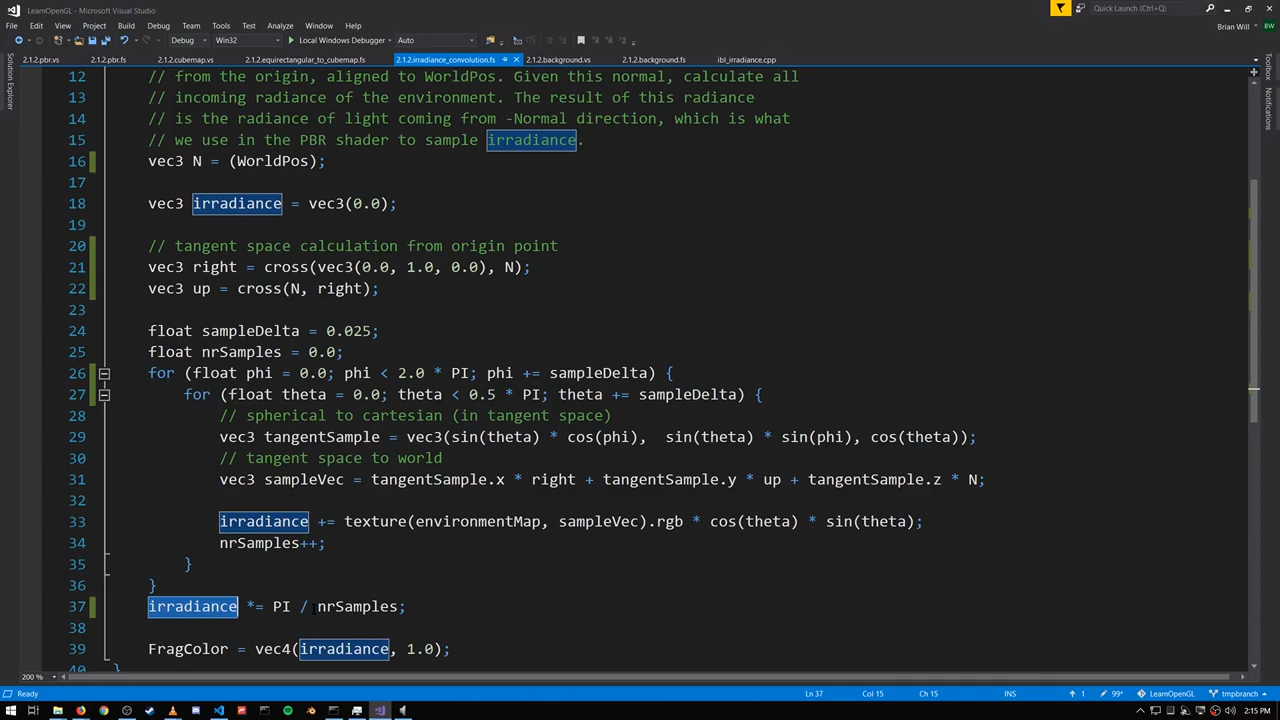 LearnOpenGL - Microsoft Visual Studio
Quick Launch (Ctrl+Q)
File Edit View Project Build Debug Team Tools Test Analyze Window Help
Brian Will
BW
Debug Win32 Local Windows Debugger Auto
2.1.2.pbr.vs 2.1.2.pbr.fs 2.1.2.cubemap.vs 2.1.2.equirectangular_to_cubemap.fs 2.1.2.irradiance_convolution.fs 2.1.2.background.vs 2.1.2.background.fs ibl_irradiance.cpp
Solution Explorer
Toolbox
Notifications
12 // from the origin, aligned to WorldPos. Given this normal, calculate all
13 // incoming radiance of the environment. The result of this radiance
14 // is the radiance of light coming from -Normal direction, which is what
15 // we use in the PBR shader to sample irradiance.
16 vec3 N = (WorldPos);
17
18 vec3 irradiance = vec3(0.0);
19
20 // tangent space calculation from origin point
21 vec3 right = cross(vec3(0.0, 1.0, 0.0), N);
22 vec3 up = cross(N, right);
23
24 float sampleDelta = 0.025;
25 float nrSamples = 0.0;
26 for (float phi = 0.0; phi < 2.0 * PI; phi += sampleDelta) {
27 for (float theta = 0.0; theta < 0.5 * PI; theta += sampleDelta) {
28 // spherical to cartesian (in tangent space)
29 vec3 tangentSample = vec3(sin(theta) * cos(phi),  sin(theta) * sin(phi), cos(theta));
30 // tangent space to world
31 vec3 sampleVec = tangentSample.x * right + tangentSample.y * up + tangentSample.z * N;
32
33 irradiance += texture(environmentMap, sampleVec).rgb * cos(theta) * sin(theta);
34 nrSamples++;
35 }
36 }
37 irradiance *= PI / nrSamples;
38
39 FragColor = vec4(irradiance, 1.0);
40 }
200 %
Ready Ln 37 Col 15 Ch 15 INS 1 99+ LearnOpenGL tmpbranch
2:15 PM